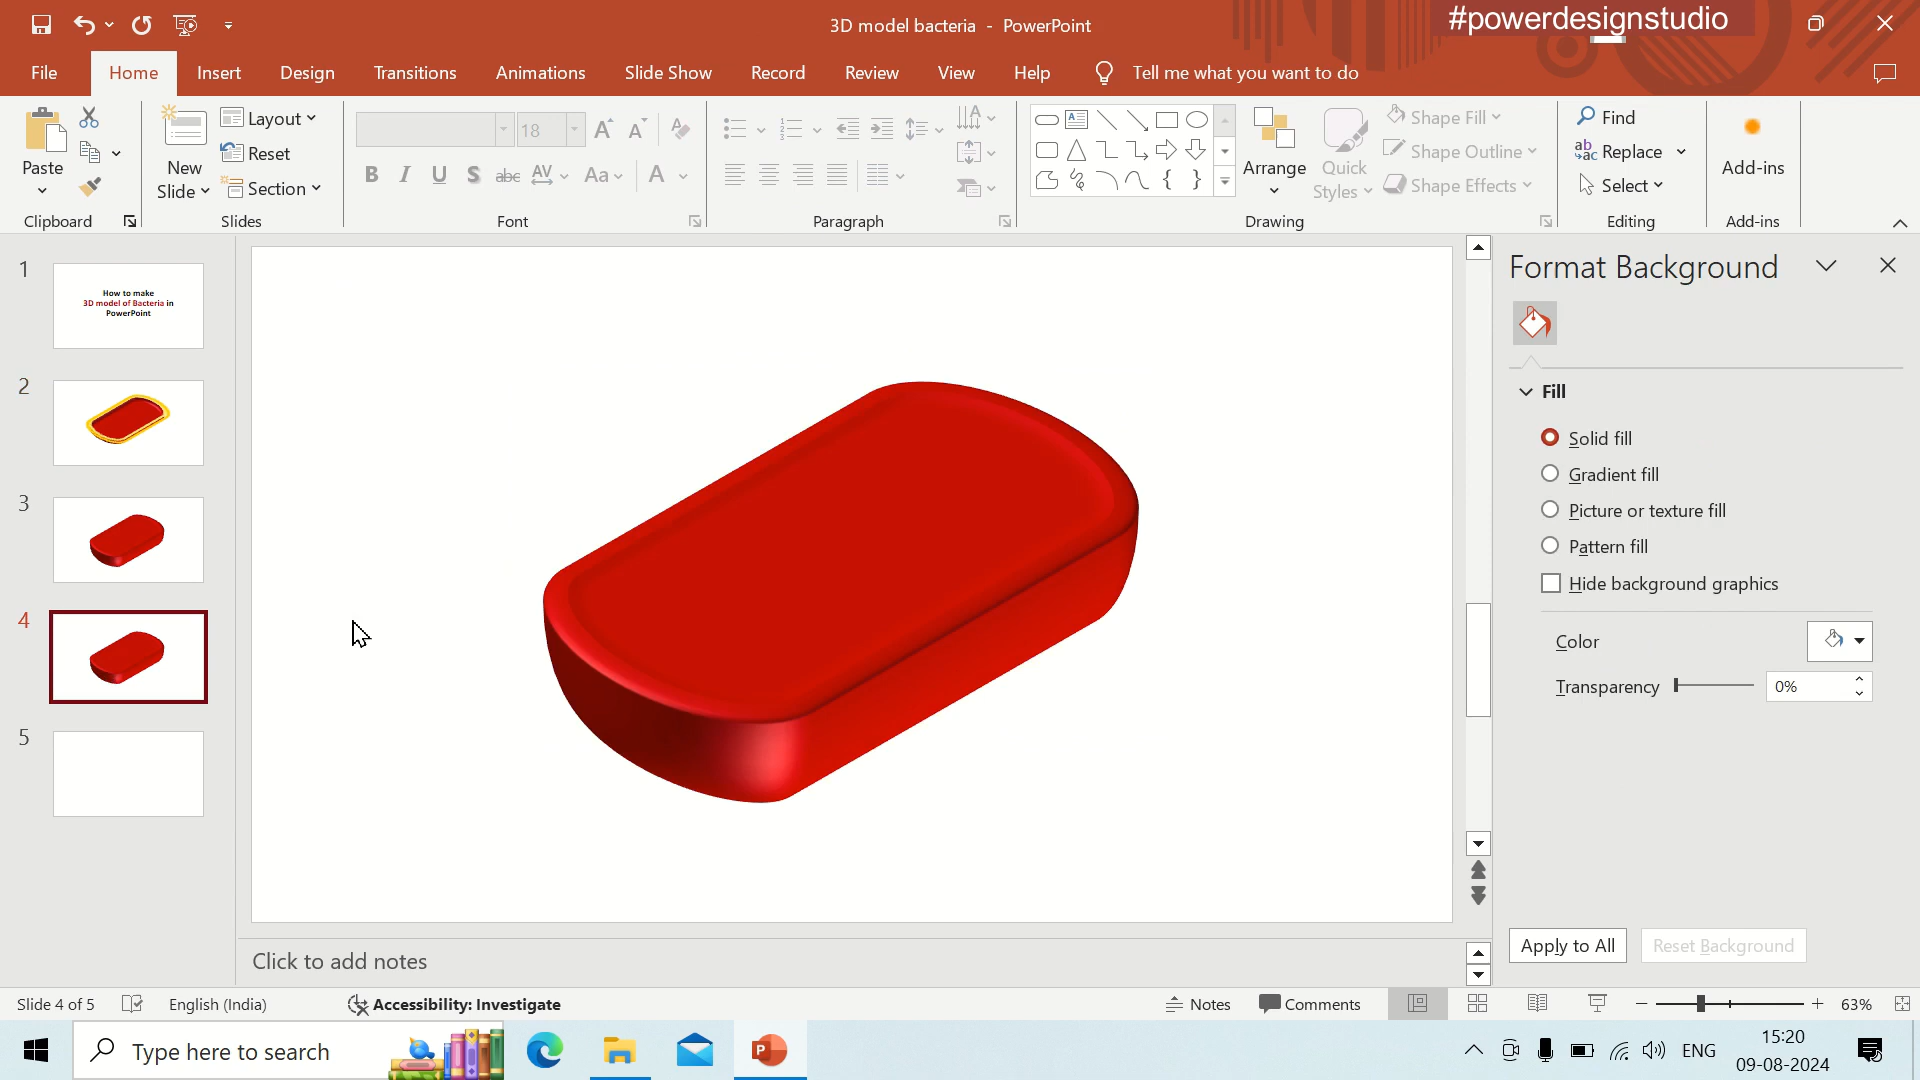 3D model bacteria - PowerPoint
#powerdesignstudio
File Home Insert Design Transitions Animations Slide Show Record Review View Help Tell me what you want to do
Paste
Clipboard
New
Slide
Layout
Reset
Section
Slides
18
B I U S abc AV Aa A
Font
Paragraph
Arrange
Quick
Styles
Shape Fill
Shape Outline
Shape Effects
Drawing
Find
Replace
Select
Editing
Add-ins
Add-ins
1
How to make
3D model of Bacteria in
PowerPoint
2
3
4
5
Format Background
Fill
Solid fill
Gradient fill
Picture or texture fill
Pattern fill
Hide background graphics
Color
Transparency 0%
Apply to All Reset Background
Click to add notes
Slide 4 of 5 English (India) Accessibility: Investigate Notes Comments 63%
Type here to search
ENG
15:20
09-08-2024